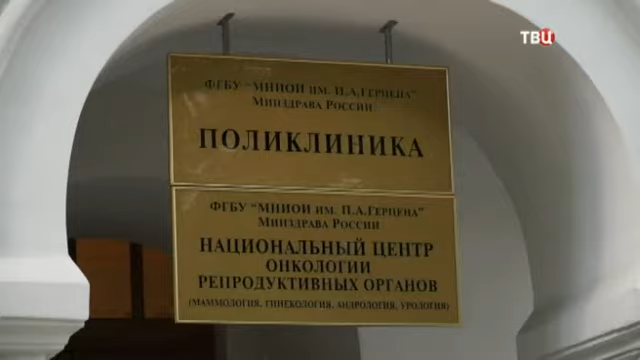 ТВЦ
ФГБУ "МНИОИ им. П.А.ГЕРЦЕНА"
МИНЗДРАВА РОССИИ
ПОЛИКЛИНИКА
ФГБУ "МНИОИ им. П.А.ГЕРЦЕНА"
МИНЗДРАВА РОССИИ
НАЦИОНАЛЬНЫЙ ЦЕНТР
ОНКОЛОГИИ
РЕПРОДУКТИВНЫХ ОРГАНОВ
(МАММОЛОГИЯ, ГИНЕКОЛОГИЯ, АНДРОЛОГИЯ, УРОЛОГИЯ)